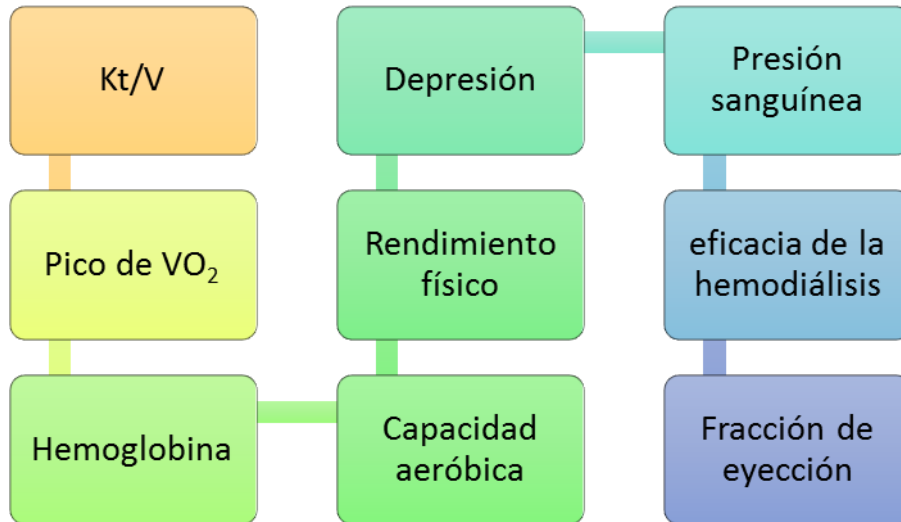 Kt/V
Pico de VO₂
Hemoglobina
Capacidad
aeróbica
Rendimiento
físico
Depresión
Presión
sanguínea
eficacia de la
hemodiálisis
Fracción de
eyección